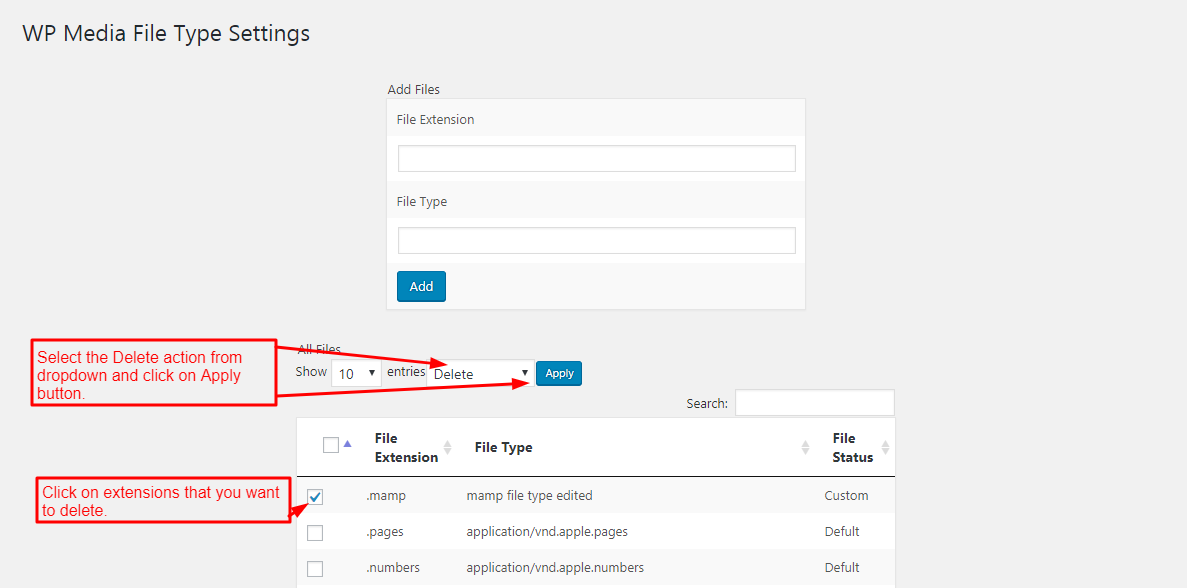 WP Media File Type Settings
Add Files
File Extension
File Type
Add
All Files
Select the Delete action from
dropdown and click on Apply
button.
Show 10 entries Delete Apply
Search:
File
Extension
File Type
File
Status
Click on extensions that you want
to delete.
.mamp mamp file type edited Custom
.pages application/vnd.apple.pages Defult
.numbers application/vnd.apple.numbers Defult